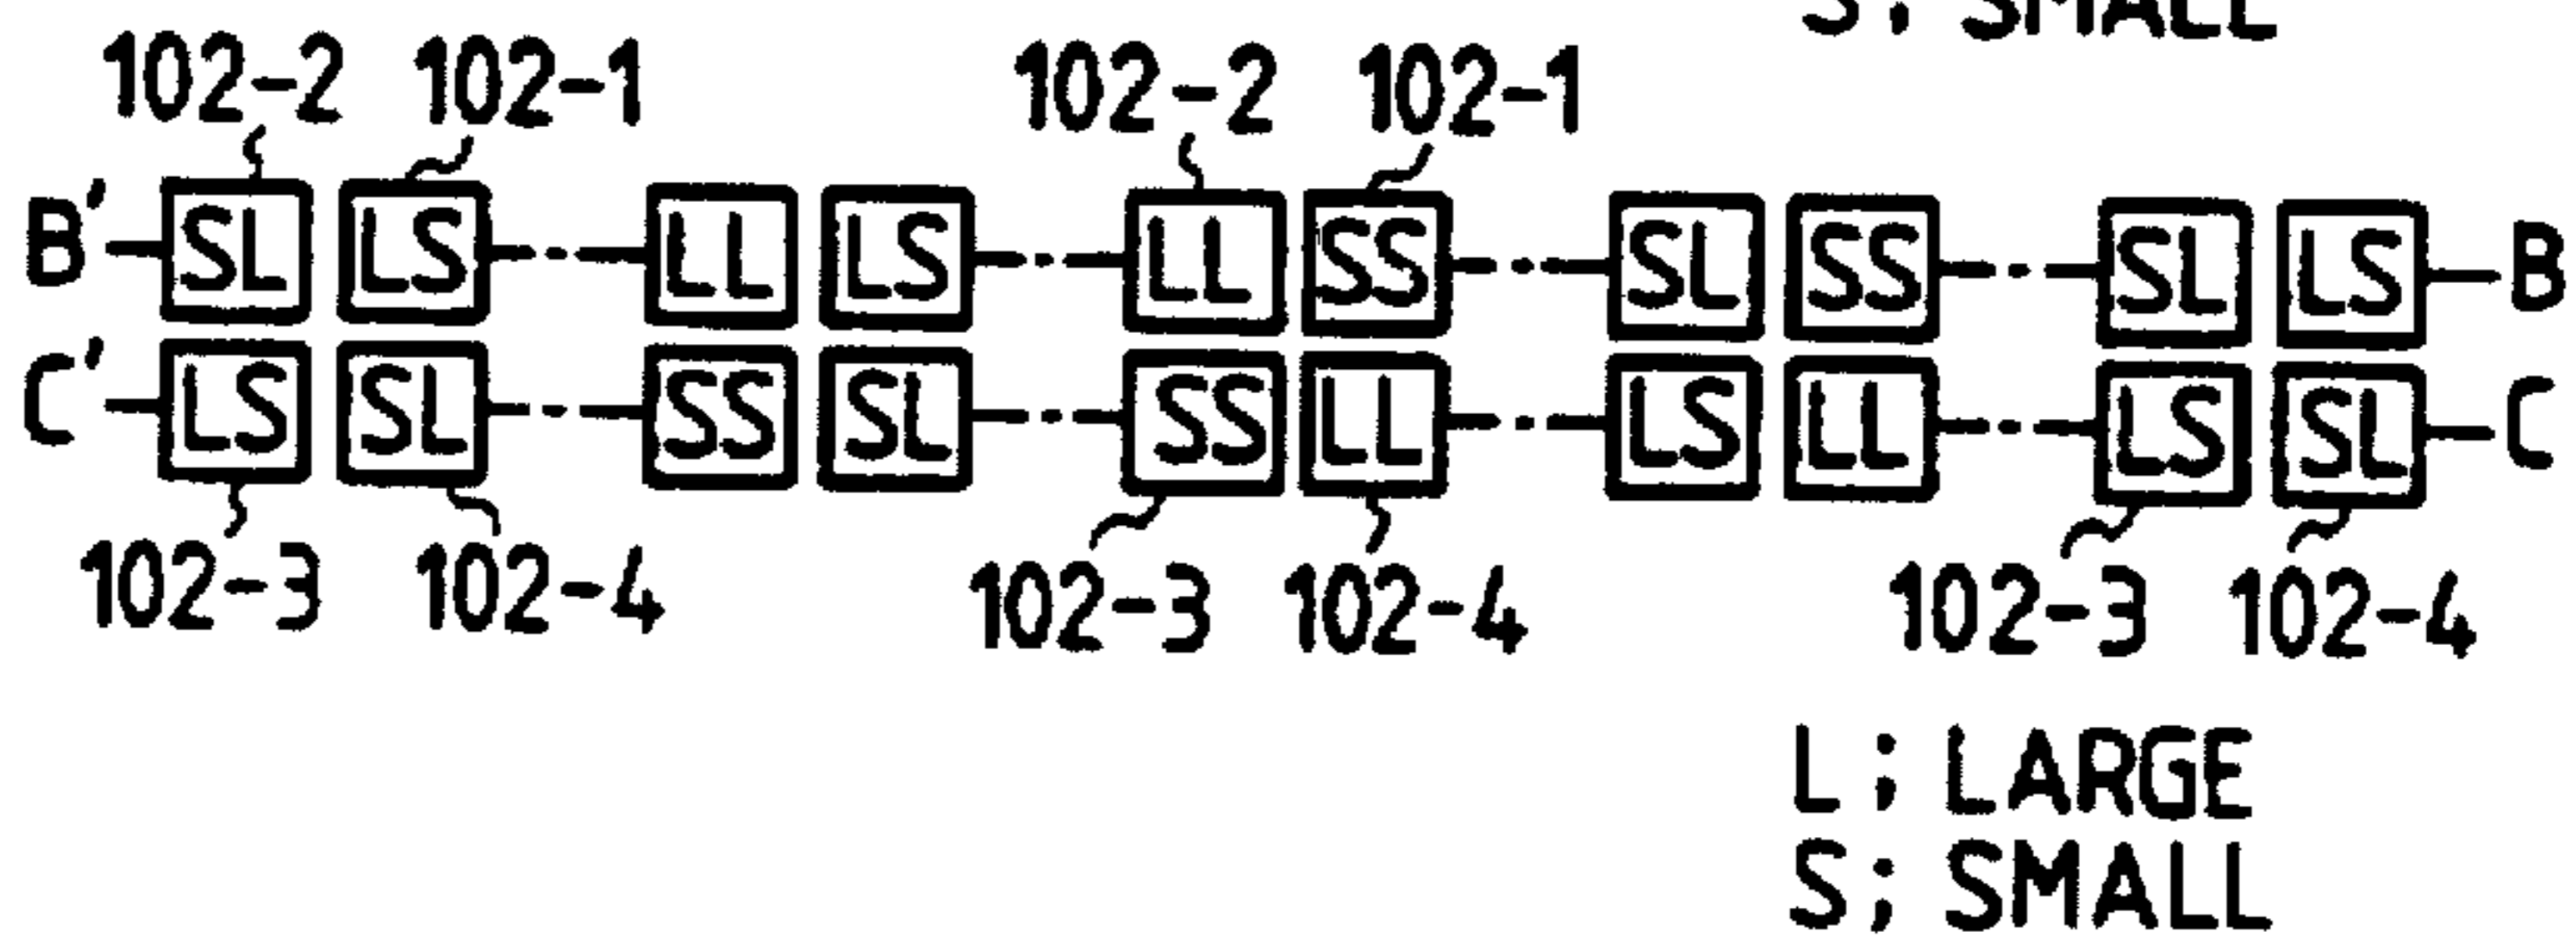 S; SMALL
102-2 102-1 102-2 102-1
B' SL LS LL LS LL SS SL SS SL LS B
C' LS SL SS SL SS LL LS LL LS SL C
102-3 102-4 102-3 102-4 102-3 102-4
L; LARGE
S; SMALL